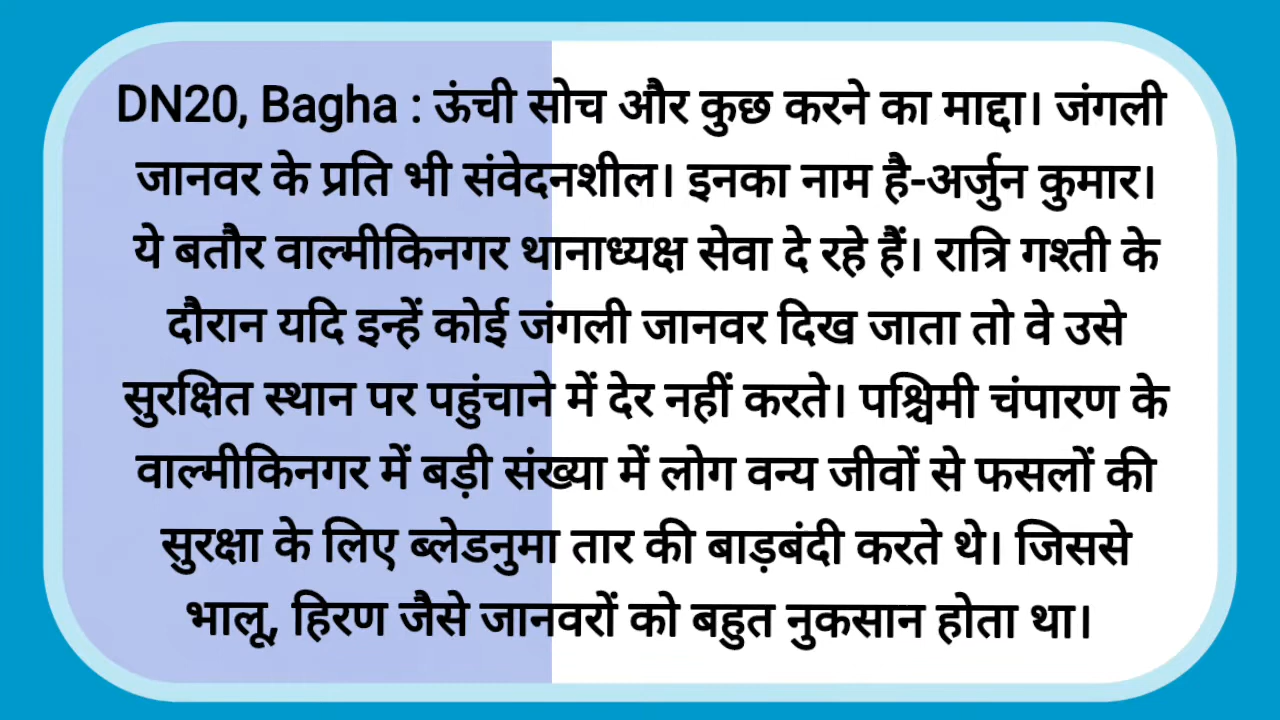 DN20, Bagha : ऊंची सोच और कुछ करने का माद्दा। जंगली
जानवर के प्रति भी संवेदनशील। इनका नाम है-अर्जुन कुमार।
ये बतौर वाल्मीकिनगर थानाध्यक्ष सेवा दे रहे हैं। रात्रि गश्ती के
दौरान यदि इन्हें कोई जंगली जानवर दिख जाता तो वे उसे
सुरक्षित स्थान पर पहुंचाने में देर नहीं करते। पश्चिमी चंपारण के
वाल्मीकिनगर में बड़ी संख्या में लोग वन्य जीवों से फसलों की
सुरक्षा के लिए ब्लेडनुमा तार की बाड़बंदी करते थे। जिससे
भालू, हिरण जैसे जानवरों को बहुत नुकसान होता था।